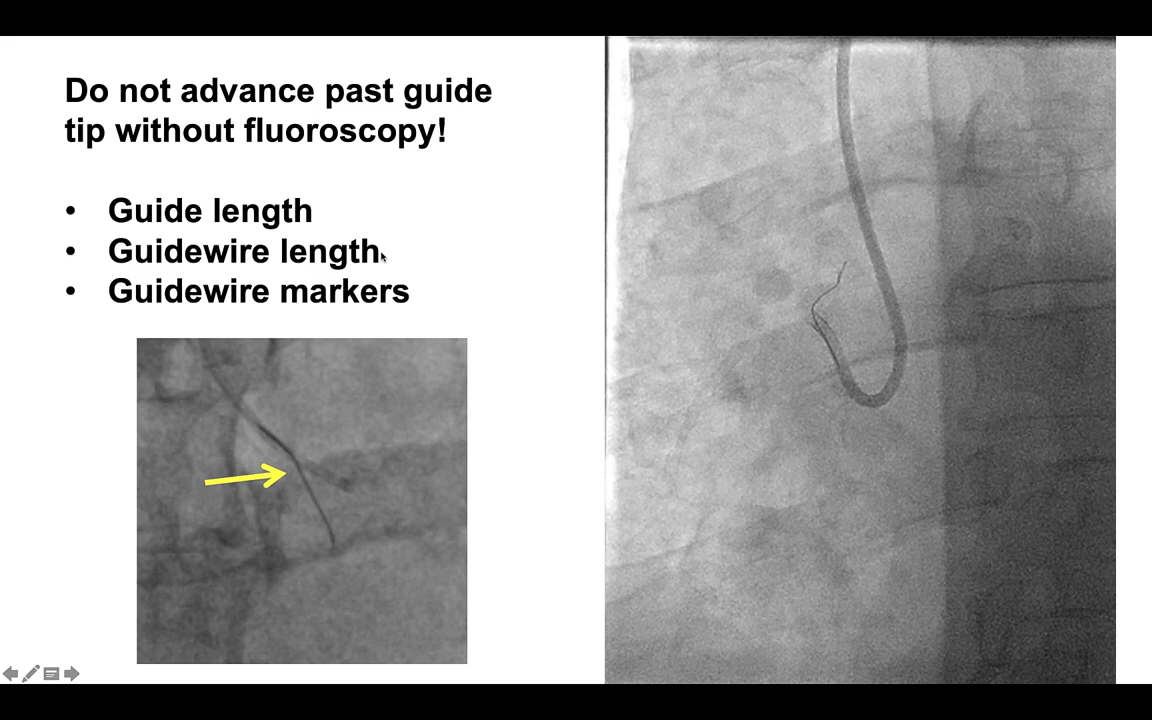 Do not advance past guide
tip without fluoroscopy!
• Guide length
• Guidewire length
• Guidewire markers